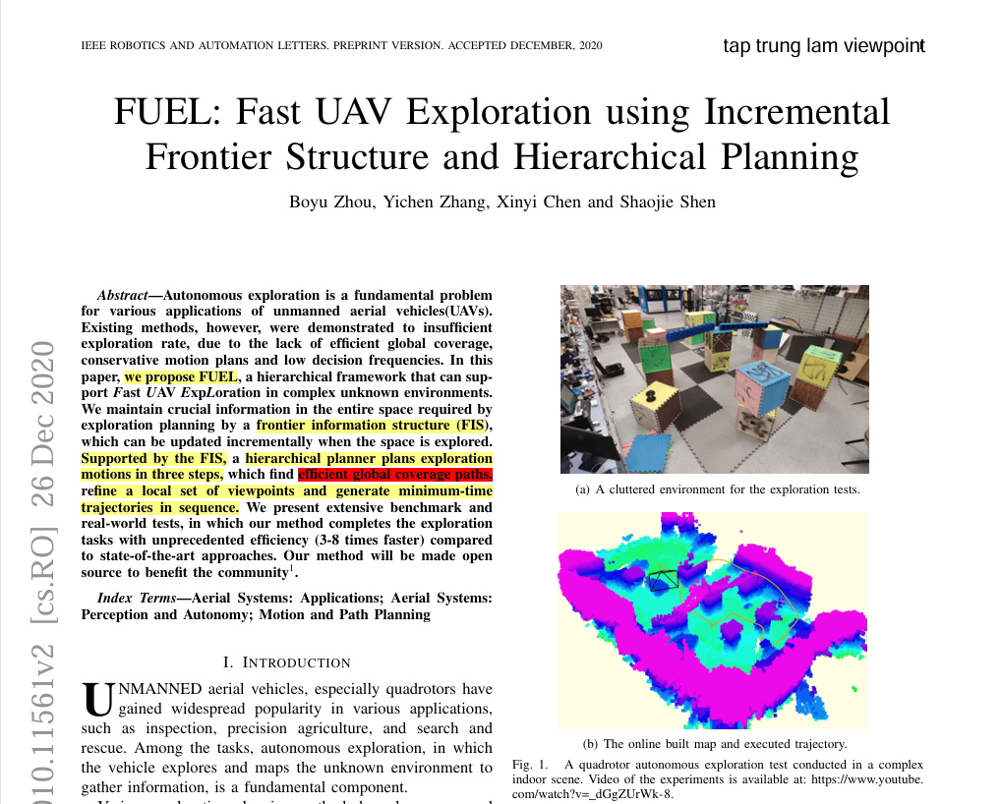 IEEE ROBOTICS AND AUTOMATION LETTERS. PREPRINT VERSION. ACCEPTED DECEMBER, 2020
tap trung lam viewpoint
FUEL: Fast UAV Exploration using Incremental
Frontier Structure and Hierarchical Planning
Boyu Zhou, Yichen Zhang, Xinyi Chen and Shaojie Shen
Abstract—Autonomous exploration is a fundamental problem
for various applications of unmanned aerial vehicles(UAVs).
Existing methods, however, were demonstrated to insufficient
exploration rate, due to the lack of efficient global coverage,
conservative motion plans and low decision frequencies. In this
paper, we propose FUEL, a hierarchical framework that can sup-
port Fast UAV ExpLoration in complex unknown environments.
We maintain crucial information in the entire space required by
exploration planning by a frontier information structure (FIS),
which can be updated incrementally when the space is explored.
Supported by the FIS, a hierarchical planner plans exploration
motions in three steps, which find efficient global coverage paths,
refine a local set of viewpoints and generate minimum-time
trajectories in sequence. We present extensive benchmark and
real-world tests, in which our method completes the exploration
tasks with unprecedented efficiency (3-8 times faster) compared
to state-of-the-art approaches. Our method will be made open
source to benefit the community1.
Index Terms—Aerial Systems: Applications; Aerial Systems:
Perception and Autonomy; Motion and Path Planning
I. INTRODUCTION
UNMANNED aerial vehicles, especially quadrotors have
gained widespread popularity in various applications,
such as inspection, precision agriculture, and search and
rescue. Among the tasks, autonomous exploration, in which
the vehicle explores and maps the unknown environment to
gather information, is a fundamental component.
(a) A cluttered environment for the exploration tests.
(b) The online built map and executed trajectory.
Fig. 1. A quadrotor autonomous exploration test conducted in a complex
indoor scene. Video of the experiments is available at: https://www.youtube.
com/watch?v=_dGgZUrWk-8.
010.11561v2 [cs.RO] 26 Dec 2020